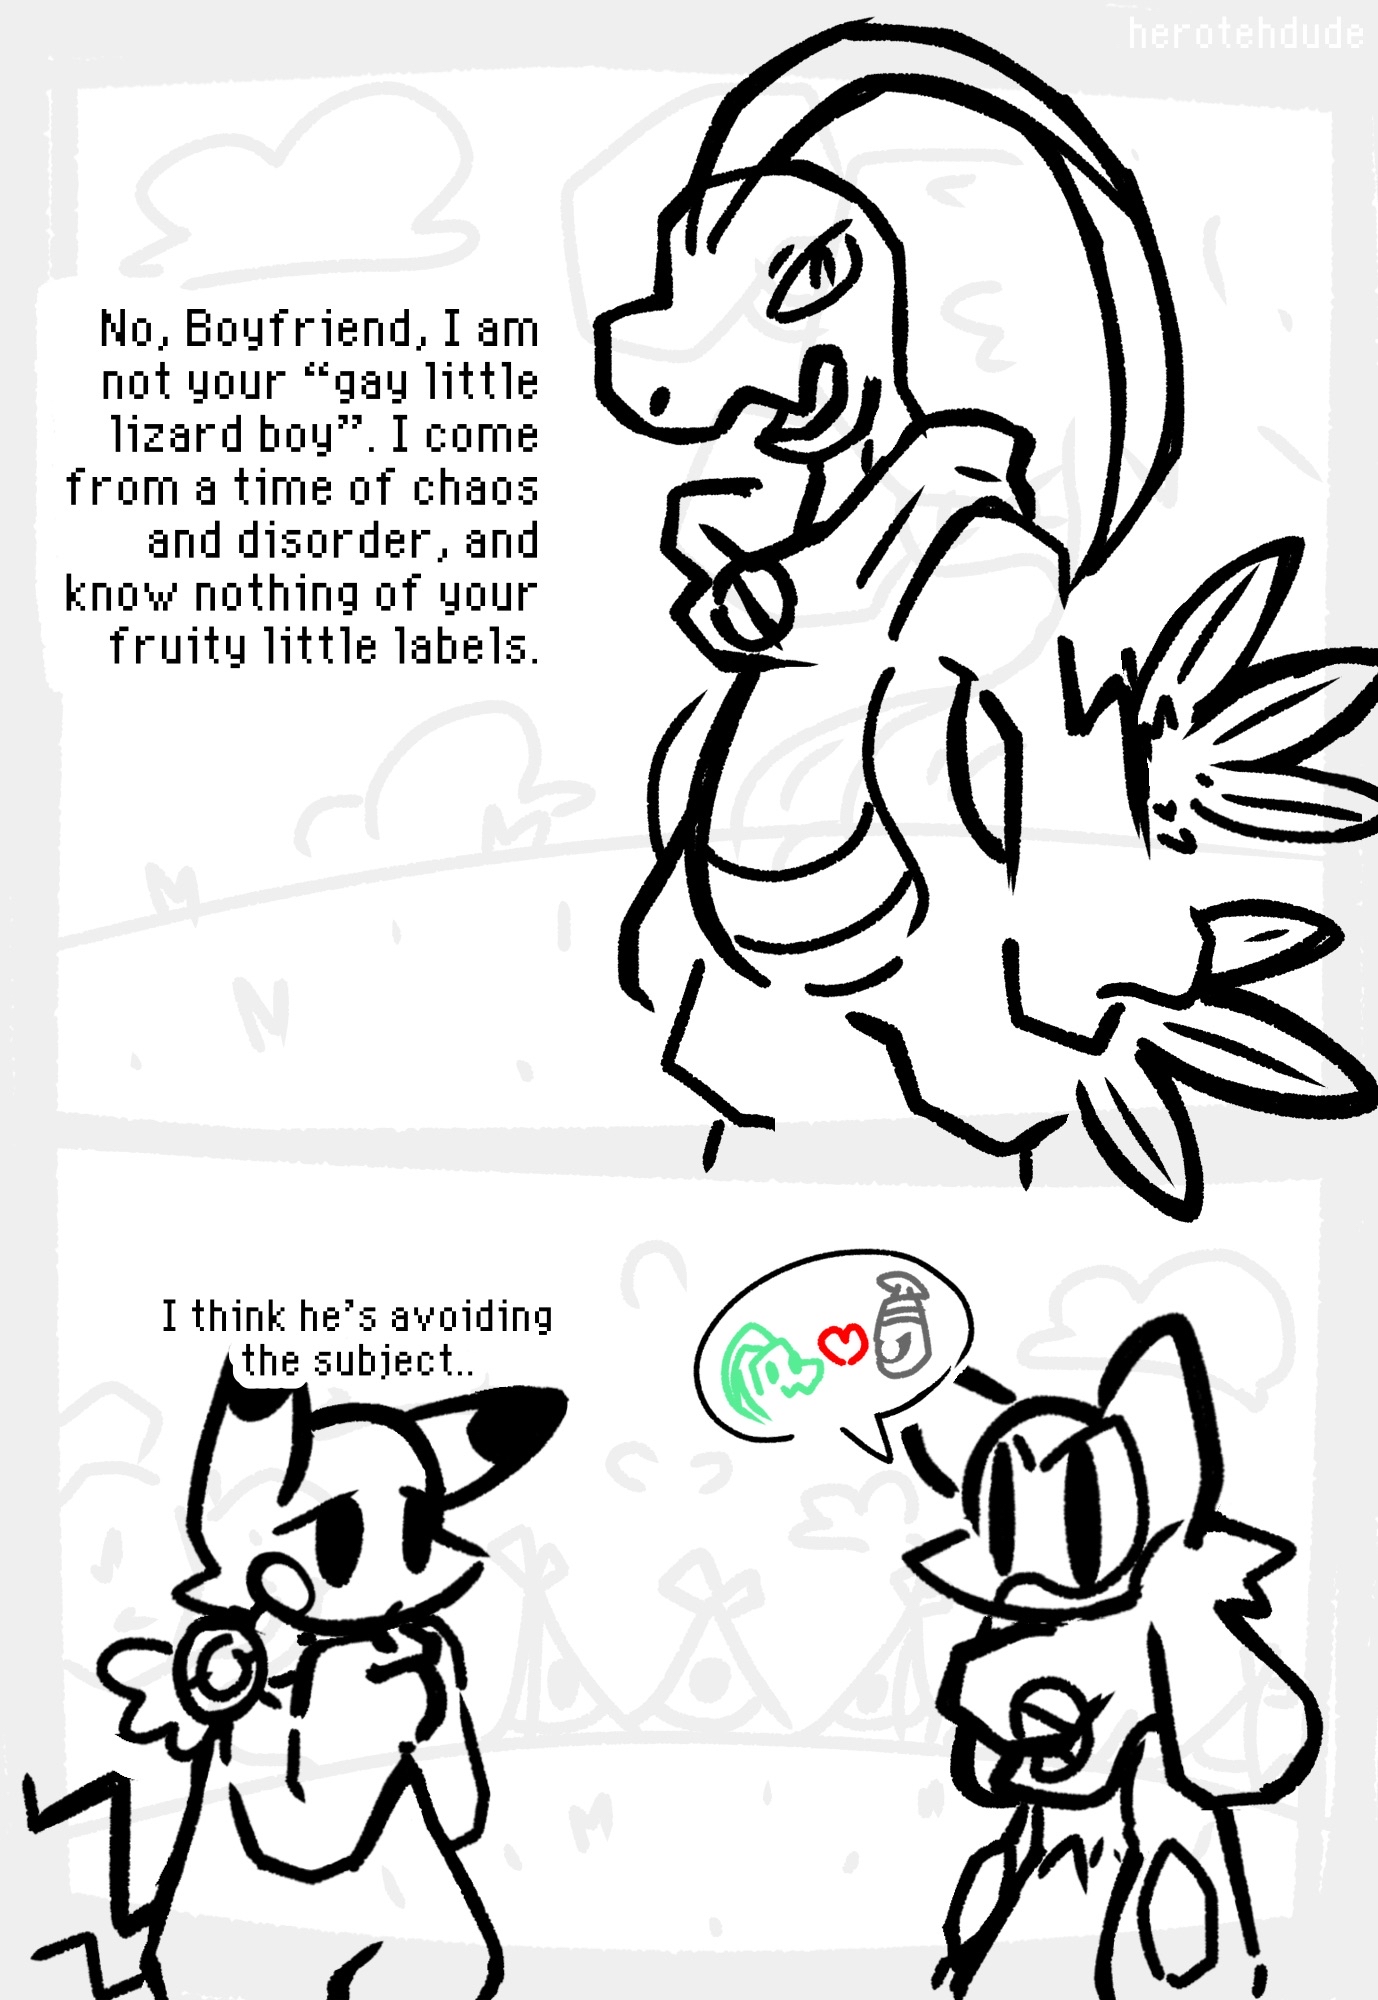 herotehdude
No, Boyfriend, I am
not your “gay little
lizard boy”. I come
from a time of chaos
and disorder, and
know nothing of your
fruity little labels.
I think he’s avoiding
the subject..